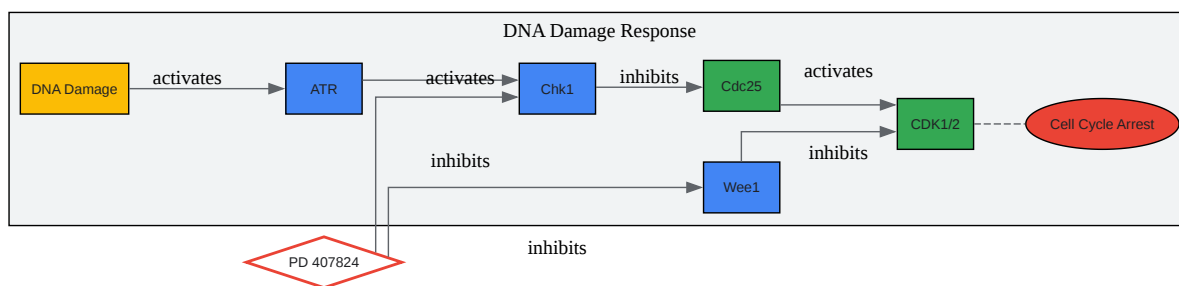 DNA Damage Response
DNA Damage
activates
ATR
activates
Chk1
inhibits
Cdc25
activates
CDK1/2
Cell Cycle Arrest
inhibits
inhibits
Wee1
PD 407824
inhibits